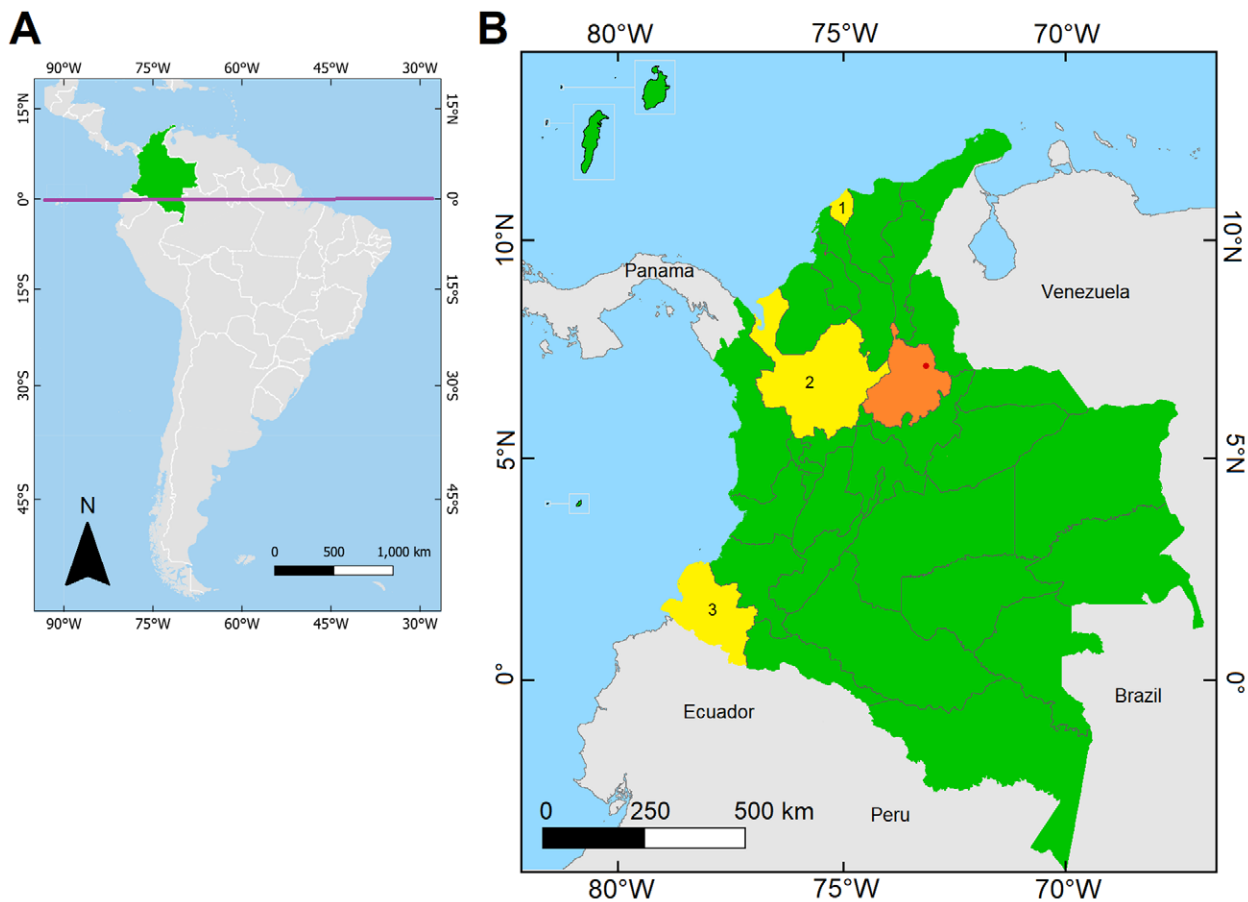 A
90°W 75°W 60°W 45°W 30°W
15°N 15°N
0° 0°
15°S 15°S
30°S 30°S
45°S 45°S
N
0 500 1,000 km
90°W 75°W 60°W 45°W 30°W
B
80°W 75°W 70°W
10°N 10°N
1
Panama
Venezuela
2
5°N 5°N
3
0° 0°
Ecuador
Brazil
Peru
0 250 500 km
80°W 75°W 70°W